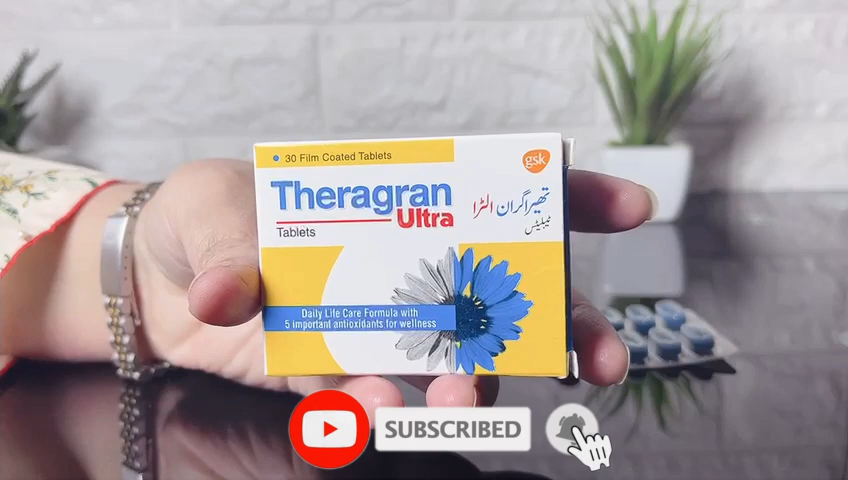 30 Film Coated Tablets
gsk
Theragran
Ultra
Tablets
تھیراگران الٹرا
ٹیبلیٹس
Daily Life Care Formula with
5 important antioxidants for wellness
SUBSCRIBED